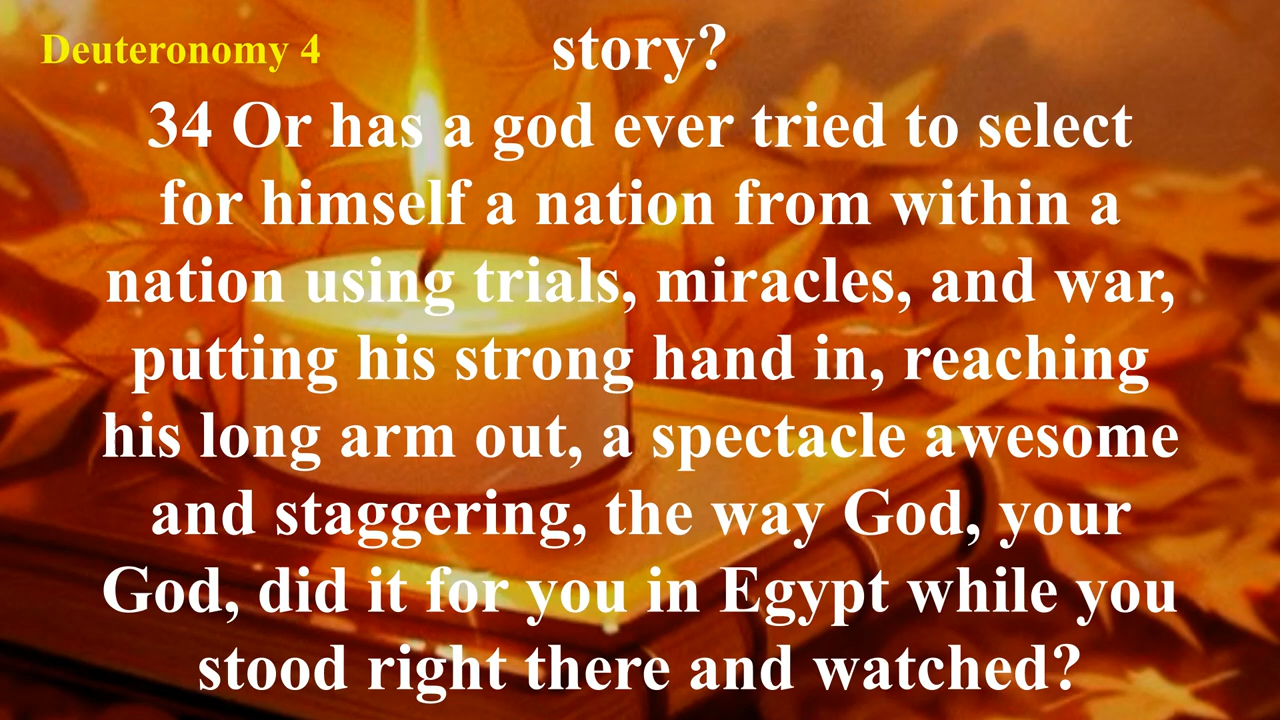 Deuteronomy 4
story?
34 Or has a god ever tried to select
for himself a nation from within a
nation using trials, miracles, and war,
putting his strong hand in, reaching
his long arm out, a spectacle awesome
and staggering, the way God, your
God, did it for you in Egypt while you
stood right there and watched?